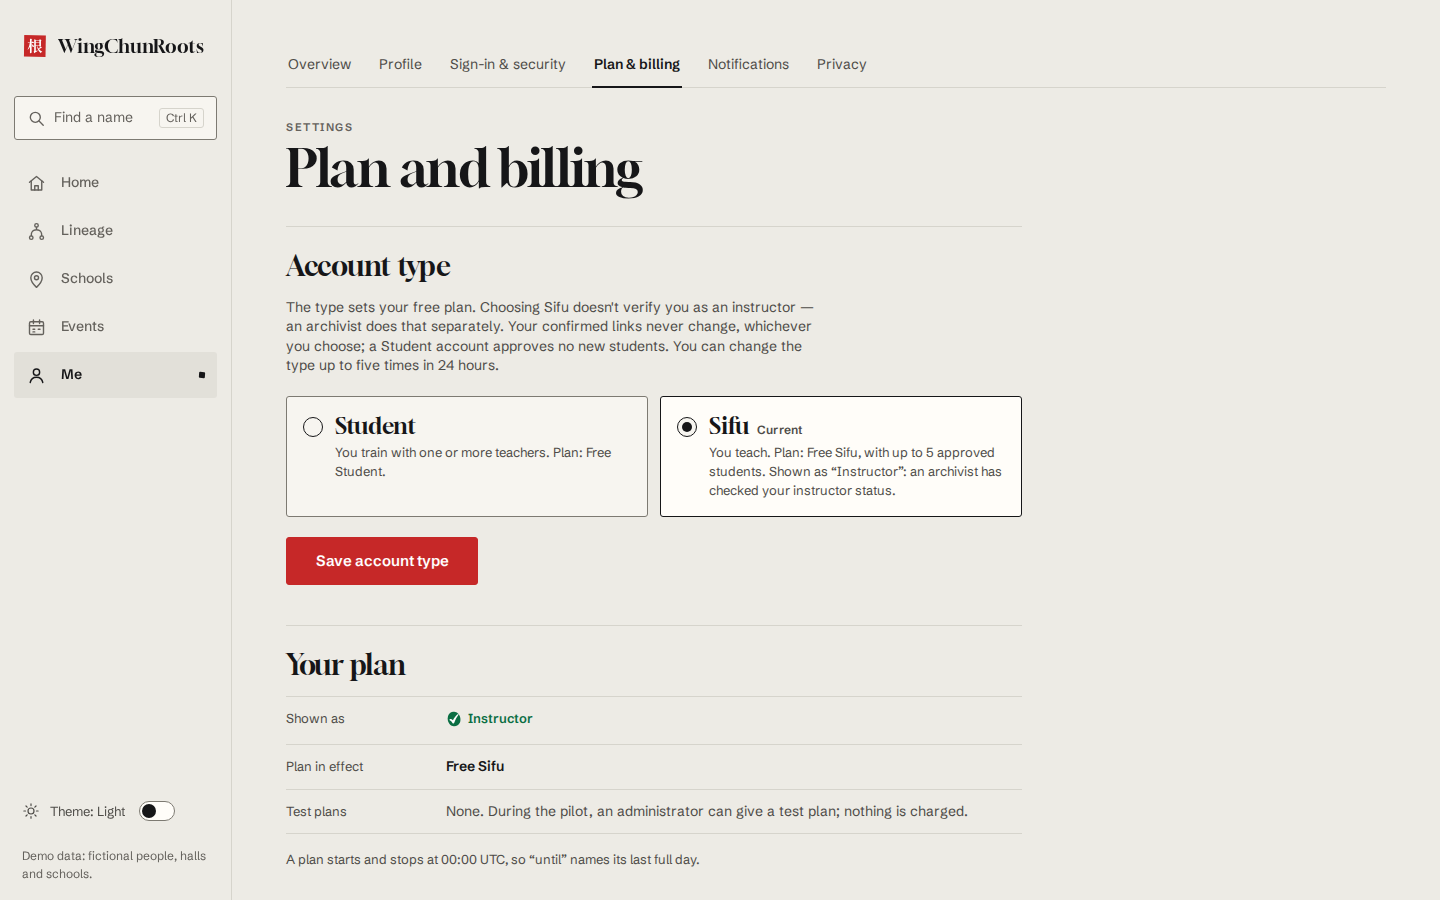 根 WingChunRoots
Find a name Ctrl K
Home
Lineage
Schools
Events
Me
Theme: Light
Demo data: fictional people, halls
and schools.
Overview Profile Sign-in & security Plan & billing Notifications Privacy
SETTINGS
Plan and billing
Account type
The type sets your free plan. Choosing Sifu doesn't verify you as an instructor —
an archivist does that separately. Your confirmed links never change, whichever
you choose; a Student account approves no new students. You can change the
type up to five times in 24 hours.
Student
You train with one or more teachers. Plan: Free
Student.
Sifu Current
You teach. Plan: Free Sifu, with up to 5 approved
students. Shown as “Instructor”: an archivist has
checked your instructor status.
Save account type
Your plan
Shown as Instructor
Plan in effect Free Sifu
Test plans None. During the pilot, an administrator can give a test plan; nothing is charged.
A plan starts and stops at 00:00 UTC, so “until” names its last full day.